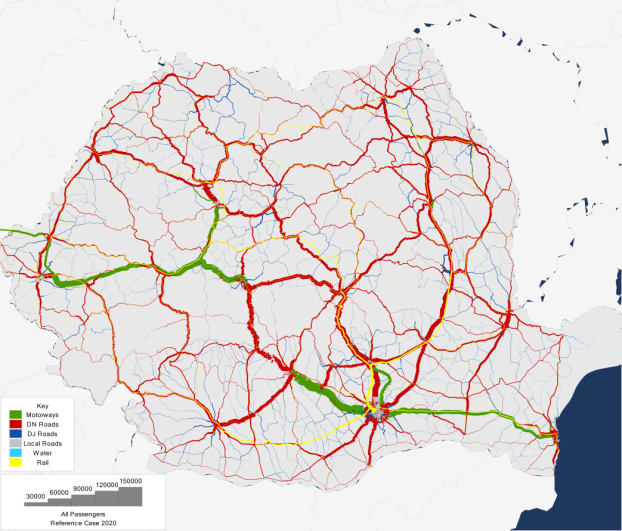 Key
Motorways
DN Roads
DJ Roads
Local Roads
Water
Rail
30000 60000 90000 120000 150000
All Passengers
Reference Case 2020